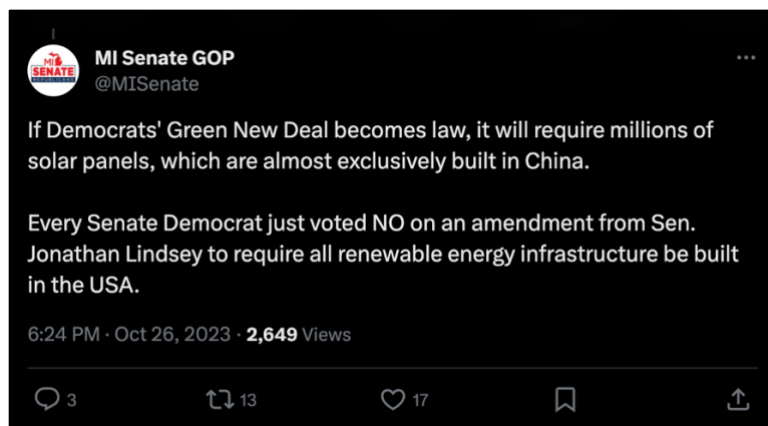 MI
SENATE
REPUBLICANS
MI Senate GOP
@MISenate
If Democrats' Green New Deal becomes law, it will require millions of
solar panels, which are almost exclusively built in China.
Every Senate Democrat just voted NO on an amendment from Sen.
Jonathan Lindsey to require all renewable energy infrastructure be built
in the USA.
6:24 PM · Oct 26, 2023 · 2,649 Views
3 13 17